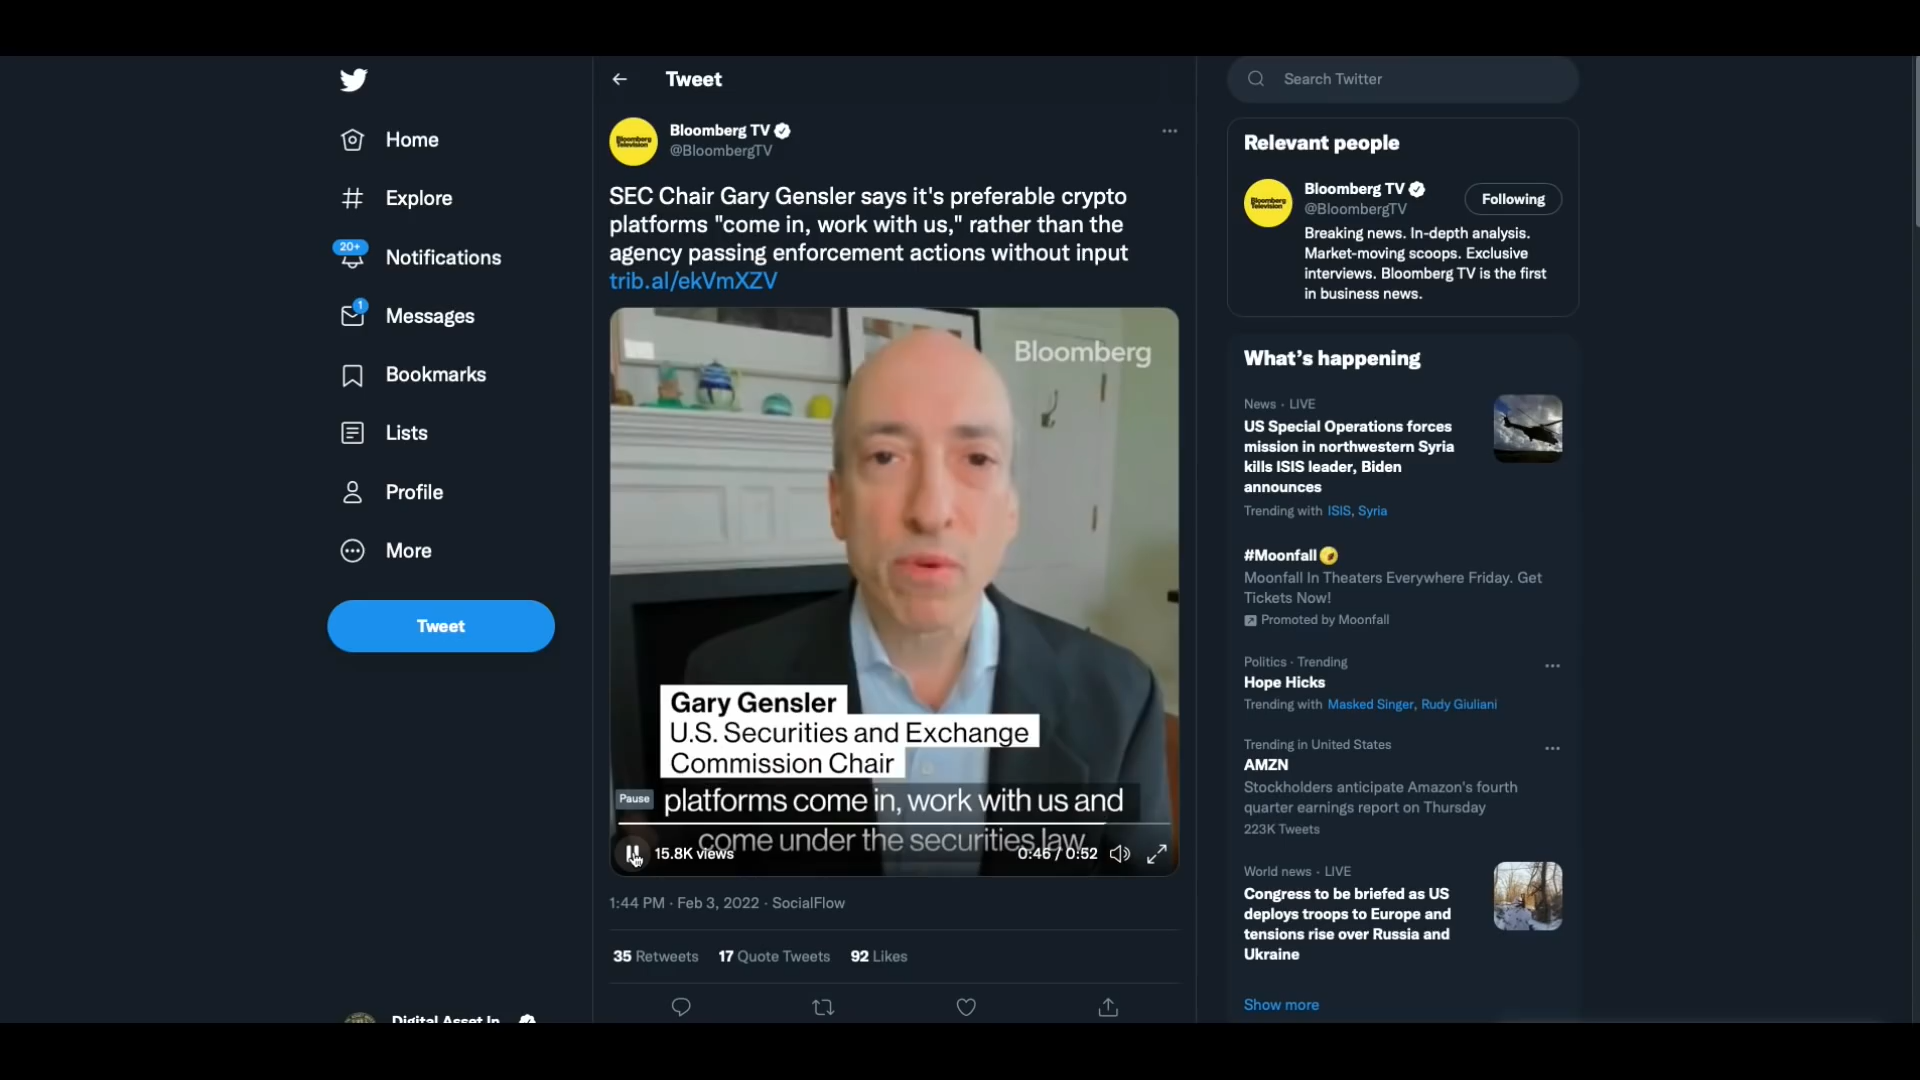 Home
Explore
20+
Notifications
1
Messages
Bookmarks
Lists
Profile
More
Tweet
Tweet
Bloomberg Television
Bloomberg TV
@BloombergTV
SEC Chair Gary Gensler says it's preferable crypto
platforms "come in, work with us," rather than the
agency passing enforcement actions without input
trib.al/ekVmXZV
Bloomberg
Gary Gensler
U.S. Securities and Exchange
Commission Chair
Pause
platforms come in, work with us and
come under the securities law
15.8K views
0:46 / 0:52
1:44 PM · Feb 3, 2022 · SocialFlow
35 Retweets 17 Quote Tweets 92 Likes
Search Twitter
Relevant people
Bloomberg Television
Bloomberg TV
@BloombergTV
Following
Breaking news. In-depth analysis.
Market-moving scoops. Exclusive
interviews. Bloomberg TV is the first
in business news.
What's happening
News · LIVE
US Special Operations forces
mission in northwestern Syria
kills ISIS leader, Biden
announces
Trending with ISIS, Syria
#Moonfall
Moonfall In Theaters Everywhere Friday. Get
Tickets Now!
Promoted by Moonfall
Politics · Trending
Hope Hicks
Trending with Masked Singer, Rudy Giuliani
Trending in United States
AMZN
Stockholders anticipate Amazon's fourth
quarter earnings report on Thursday
223K Tweets
World news · LIVE
Congress to be briefed as US
deploys troops to Europe and
tensions rise over Russia and
Ukraine
Show more
Digital Asset In